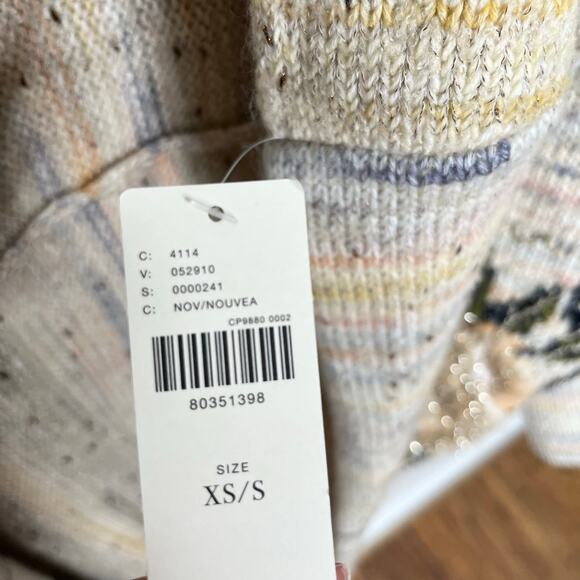 C: 4114
V: 052910
S: 0000241
C: NOV/NOUVEA
CP9880 0002
80351398
SIZE
XS/S